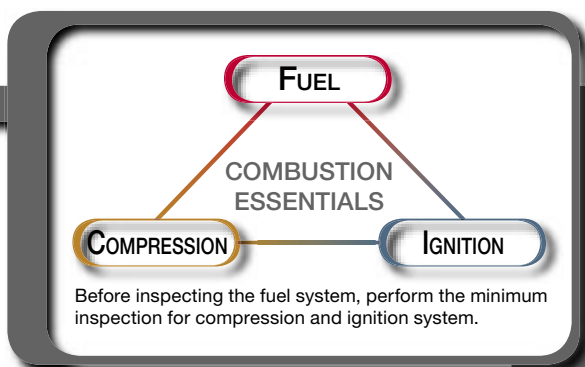 FUEL
COMBUSTION
ESSENTIALS
COMPRESSION
IGNITION
Before inspecting the fuel system, perform the minimum
inspection for compression and ignition system.